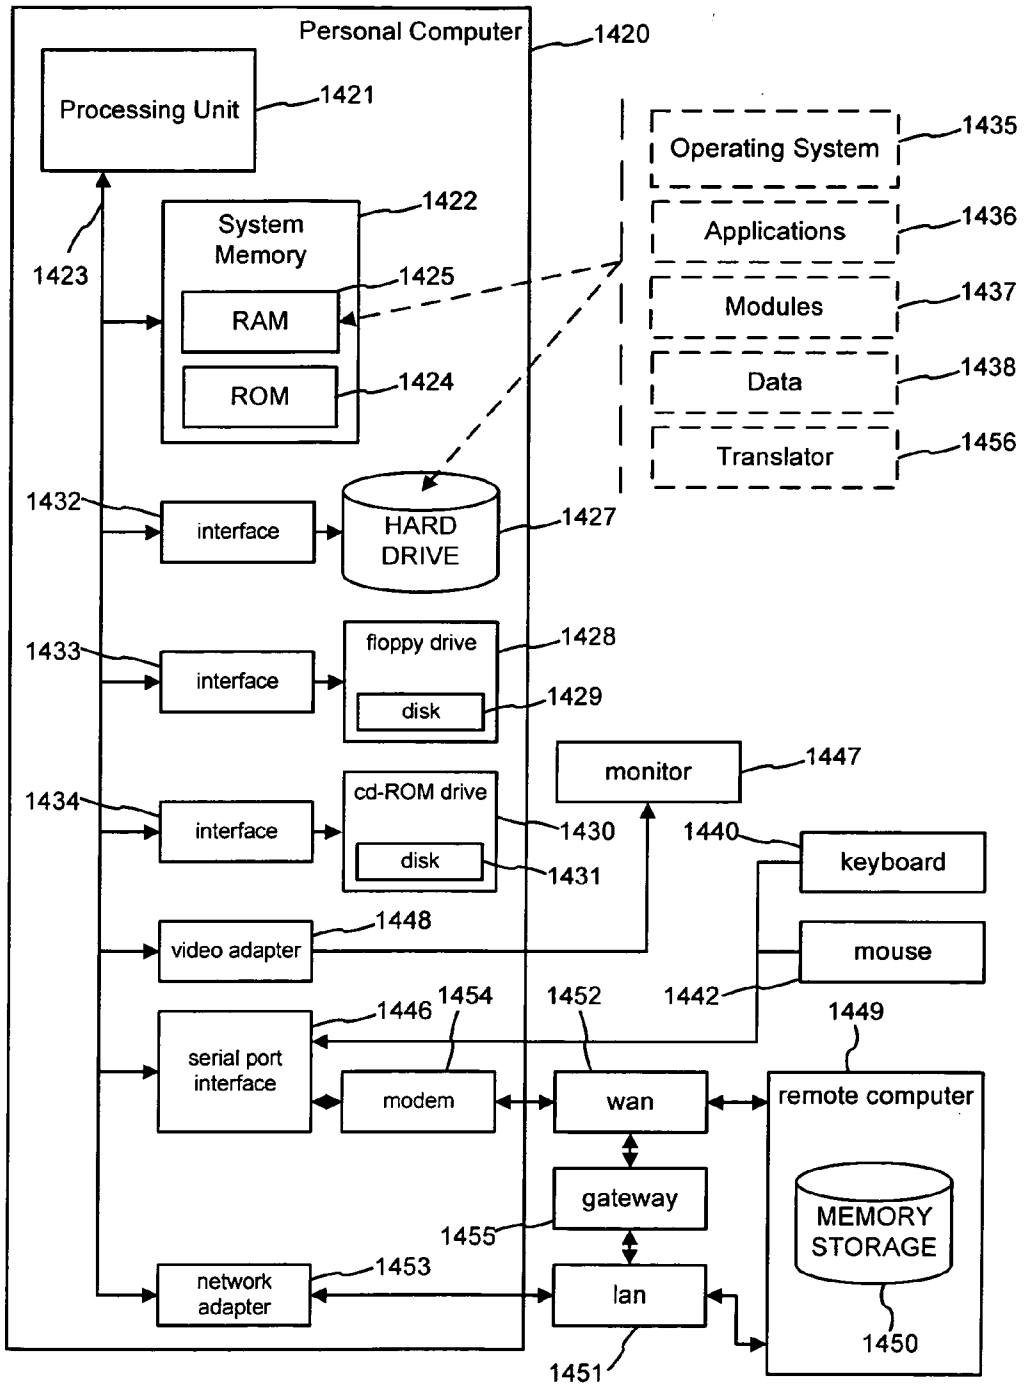 Personal Computer
1420
Processing Unit
1421
1435
Operating System
1422
System
Memory
1436
Applications
1423
1425
RAM
1437
Modules
1424
ROM
1438
Data
1456
Translator
1432
interface
HARD
DRIVE
1427
1433
interface
floppy drive
1428
disk
1429
monitor
1447
1434
interface
cd-ROM drive
1430
disk
1431
1440
keyboard
1448
video adapter
mouse
1442
1446
serial port
interface
1454
modem
1452
wan
1449
remote computer
gateway
1455
MEMORY
STORAGE
1450
1453
network
adapter
lan
1451